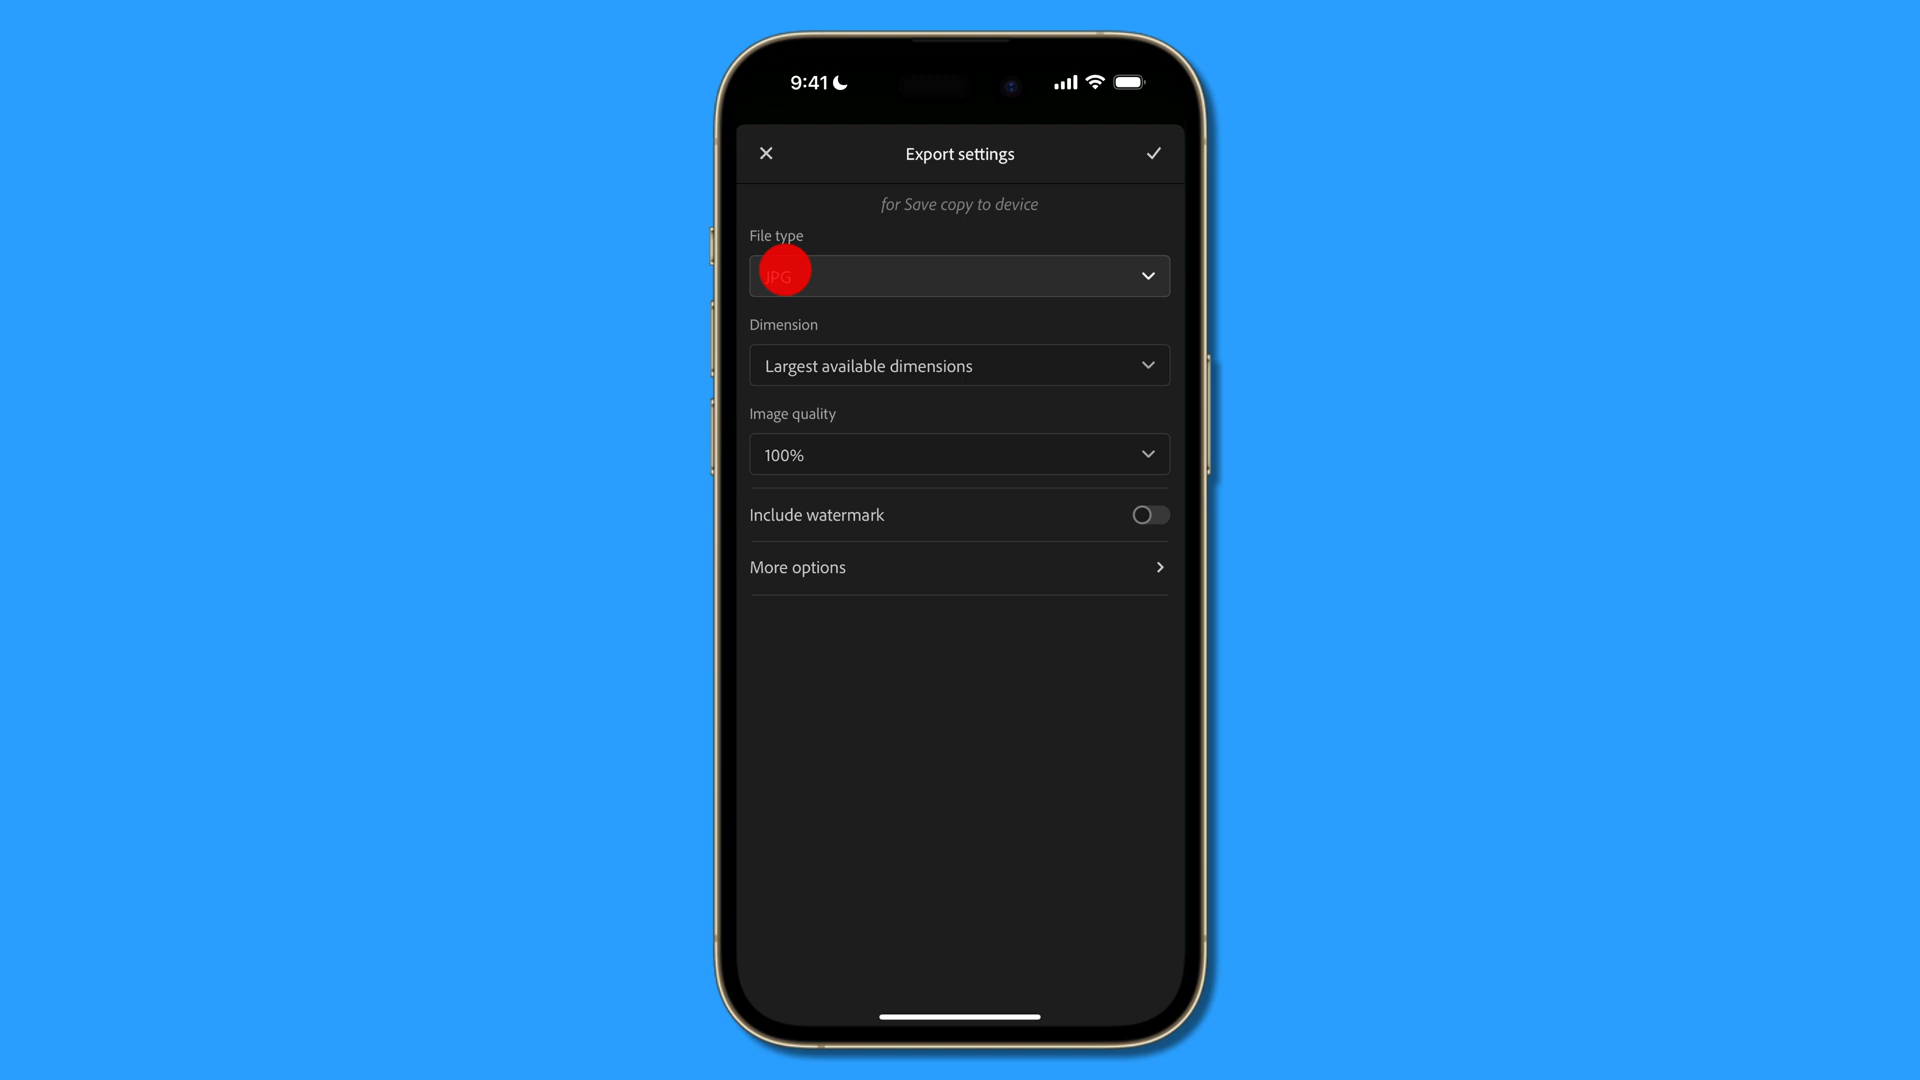 9:41
Export settings
for Save copy to device
File type
JPG
Dimension
Largest available dimensions
Image quality
100%
Include watermark
More options